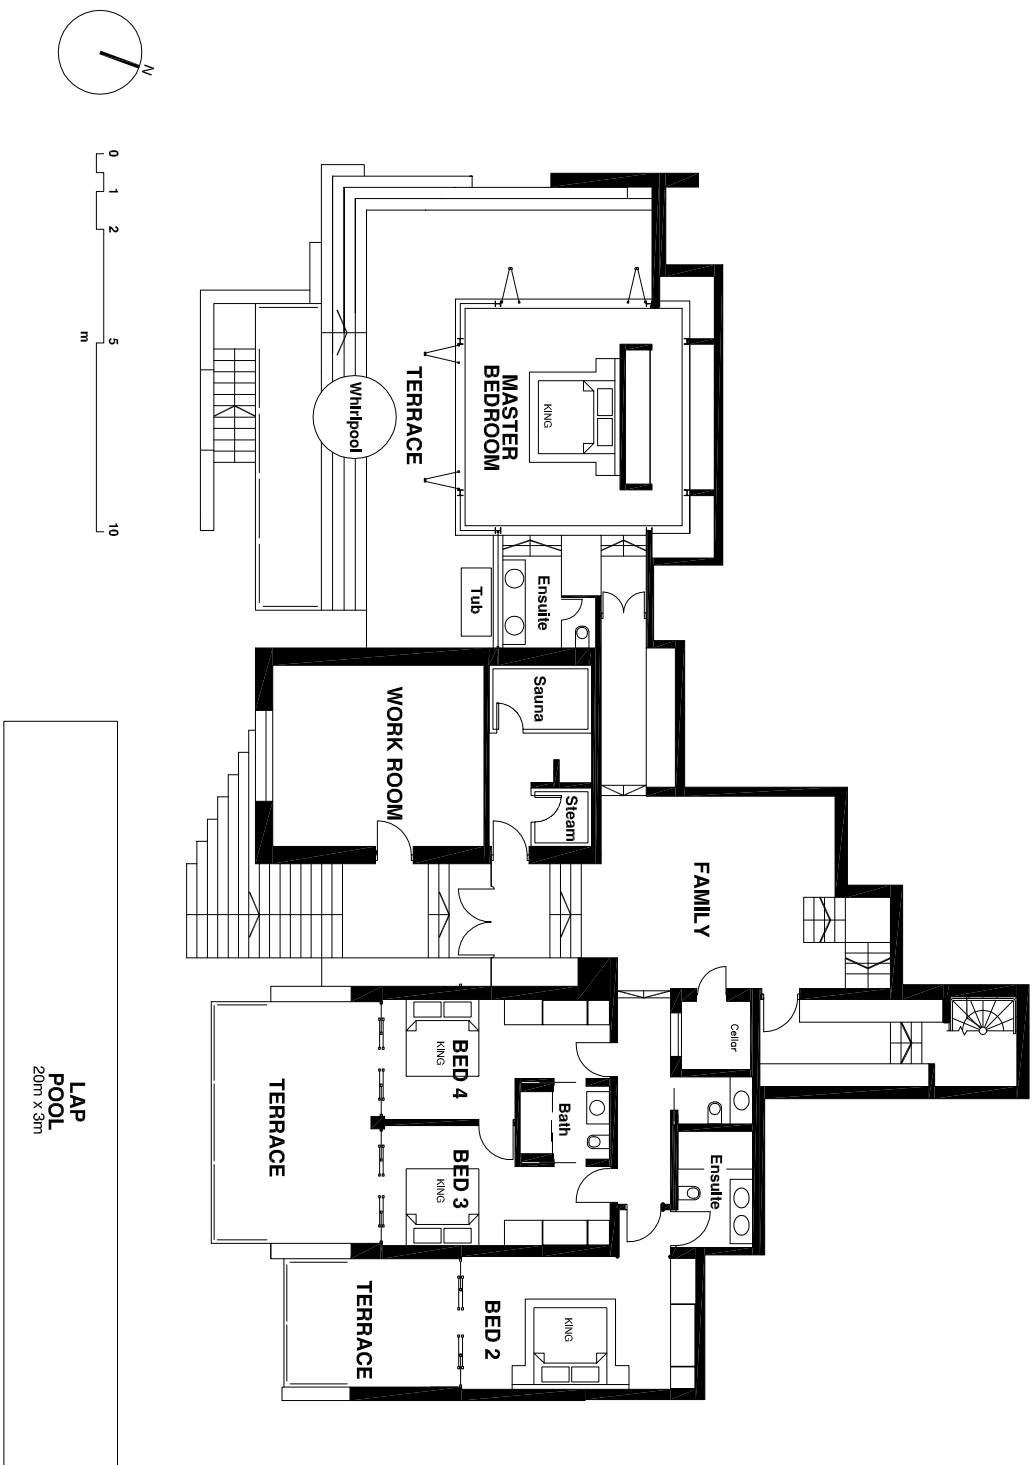 N
0
1
2
5
10
m
MASTER
BEDROOM
KING
TERRACE
Whirlpool
Tub
Ensuite
Sauna
Steam
WORK ROOM
FAMILY
Cellar
BED 4
KING
Bath
BED 3
KING
TERRACE
Ensuite
BED 2
KING
TERRACE
LAP
POOL
20m x 3m